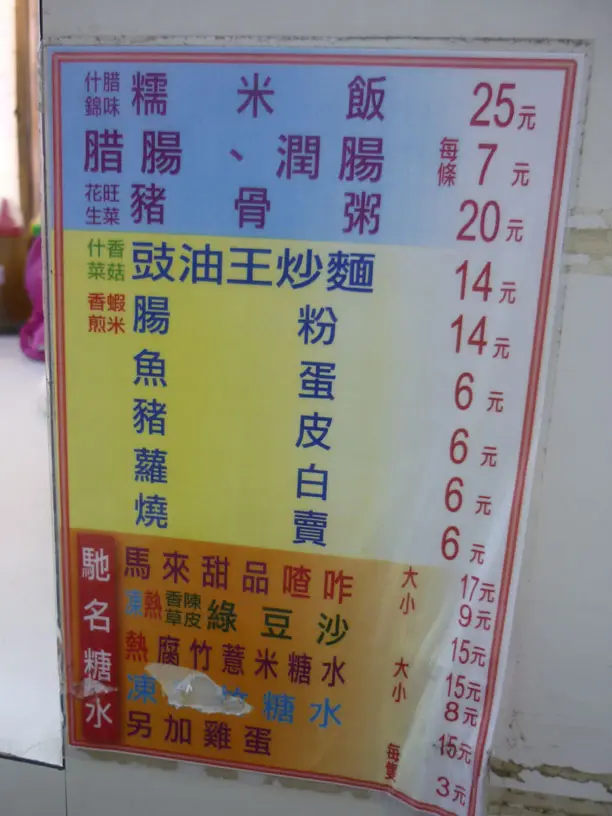 什錦臘味糯米飯 25元
腊腸、潤腸 每條 7元
花生旺菜豬骨粥 20元
什菜香菇豉油王炒麵 14元
香煎蝦米腸粉 14元
魚蛋 6元
豬皮 6元
蘿白 6元
燒賣 6元
馳名糖水
馬來甜品喳咋 大 17元
小 9元
凍熱香草陳皮綠豆沙 15元
熱腐竹薏米糖水 大 15元
小 8元
凍 糖水 15元
另加雞蛋 每隻 3元